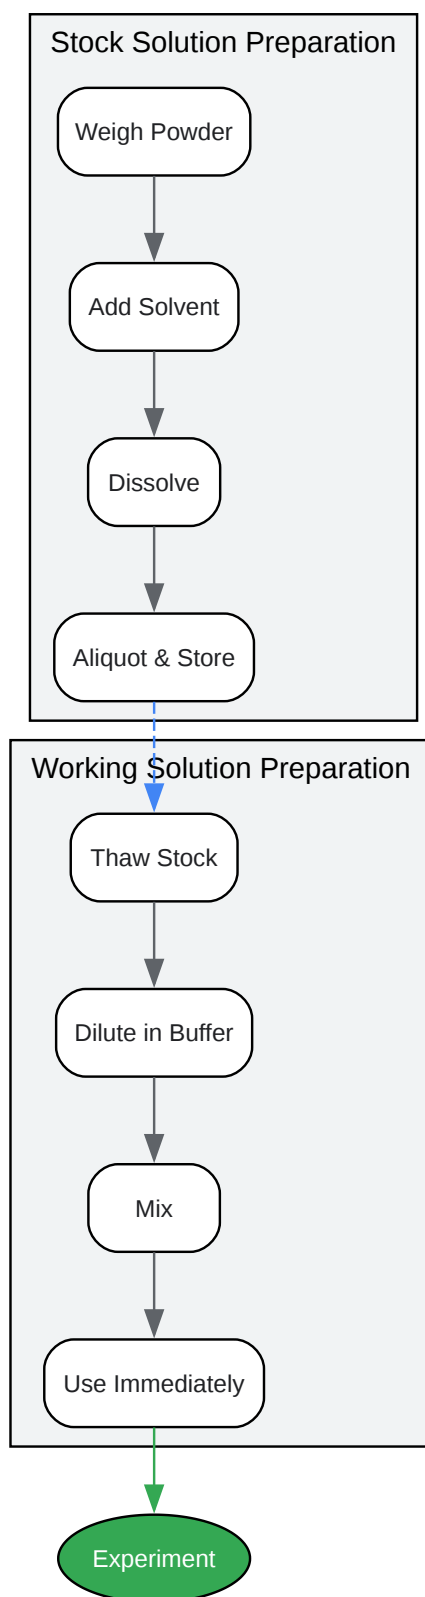 Stock Solution Preparation
Weigh Powder
Add Solvent
Dissolve
Aliquot & Store
Working Solution Preparation
Thaw Stock
Dilute in Buffer
Mix
Use Immediately
Experiment